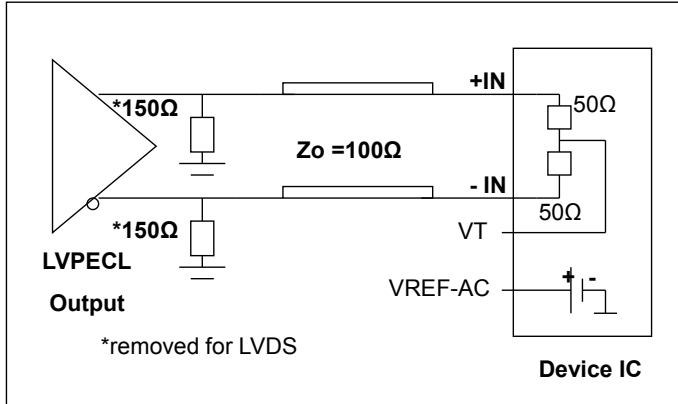 +IN
*150Ω
50Ω
Zo =100Ω
- IN
*150Ω
50Ω
VT
LVPECL
Output
+ -
VREF-AC
*removed for LVDS
Device IC